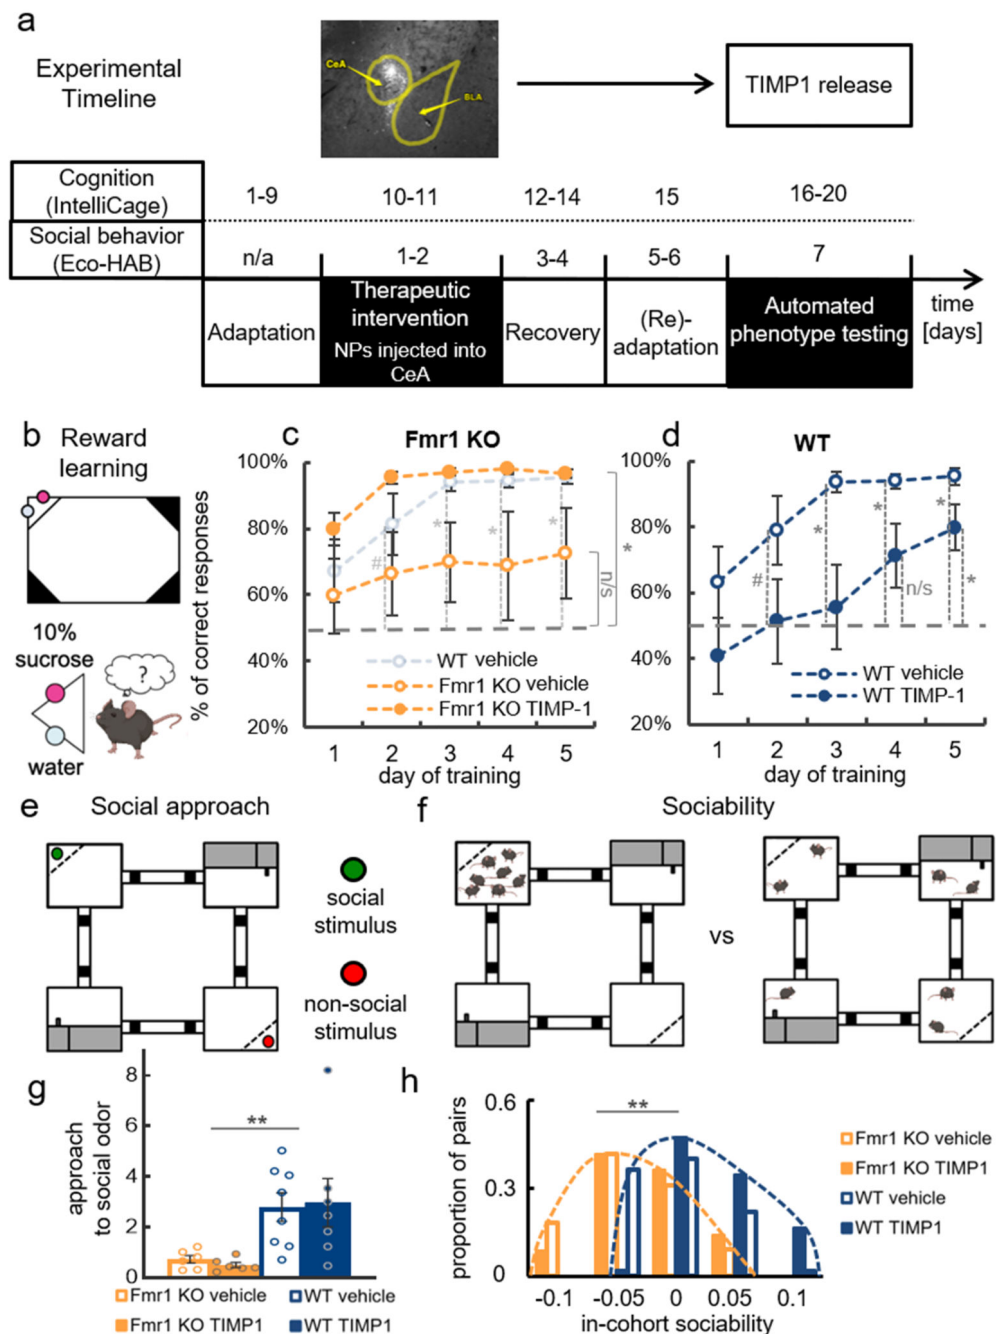 a
Experimental
Timeline
CeA
BLA
TIMP1 release
Cognition
(IntelliCage)
1-9
10-11
12-14
15
16-20
Social behavior
(Eco-HAB)
n/a
1-2
3-4
5-6
7
Adaptation
Therapeutic
intervention
NPs injected into
CeA
Recovery
(Re)-
adaptation
Automated
phenotype testing
time
[days]
b
Reward
learning
10%
sucrose
?
water
c
Fmr1 KO
% of correct responses
100%
80%
60%
40%
20%
#
*
*
*
n/s
*
WT vehicle
Fmr1 KO vehicle
Fmr1 KO TIMP-1
1 2 3 4 5
day of training
d
WT
100%
80%
60%
40%
20%
#
*
*
n/s
*
*
WT vehicle
WT TIMP-1
1 2 3 4 5
day of training
e
Social approach
social
stimulus
non-social
stimulus
f
Sociability
vs
g
approach
to social odor
8
6
4
2
0
**
Fmr1 KO vehicle
WT vehicle
Fmr1 KO TIMP1
WT TIMP1
h
proportion of pairs
0.6
0.3
0
**
-0.1 -0.05 0 0.05 0.1
in-cohort sociability
Fmr1 KO vehicle
Fmr1 KO TIMP1
WT vehicle
WT TIMP1